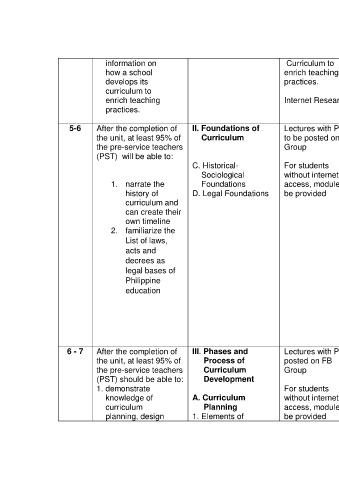 information on
how a school
develops its
curriculum to
enrich teaching
practices.
Curriculum to
enrich teaching
practices.
Internet
5-6
After the completion of
the unit, at least 95% of
the pre-service teachers
(PST) will be able to:
1. narrate the
history of
curriculum and
can create their
own timeline
2. familiarize the
List of laws,
acts and
decrees as
legal bases of
Philippine
education
II. Foundations of
Curriculum
C. Historical-
Sociological
Foundations
D. Legal Foundations
Lectures with
to be posted on
Group
For students
without internet
access, module
be provided
6 - 7
After the completion of
the unit, at least 95% of
the pre-service teachers
(PST) should be able to:
1. demonstrate
knowledge of
curriculum
planning, design
III. Phases and
Process of
Curriculum
Development
A. Curriculum
Planning
1. Elements of
Lectures with
posted on FB
Group
For students
without internet
access, module
be provided